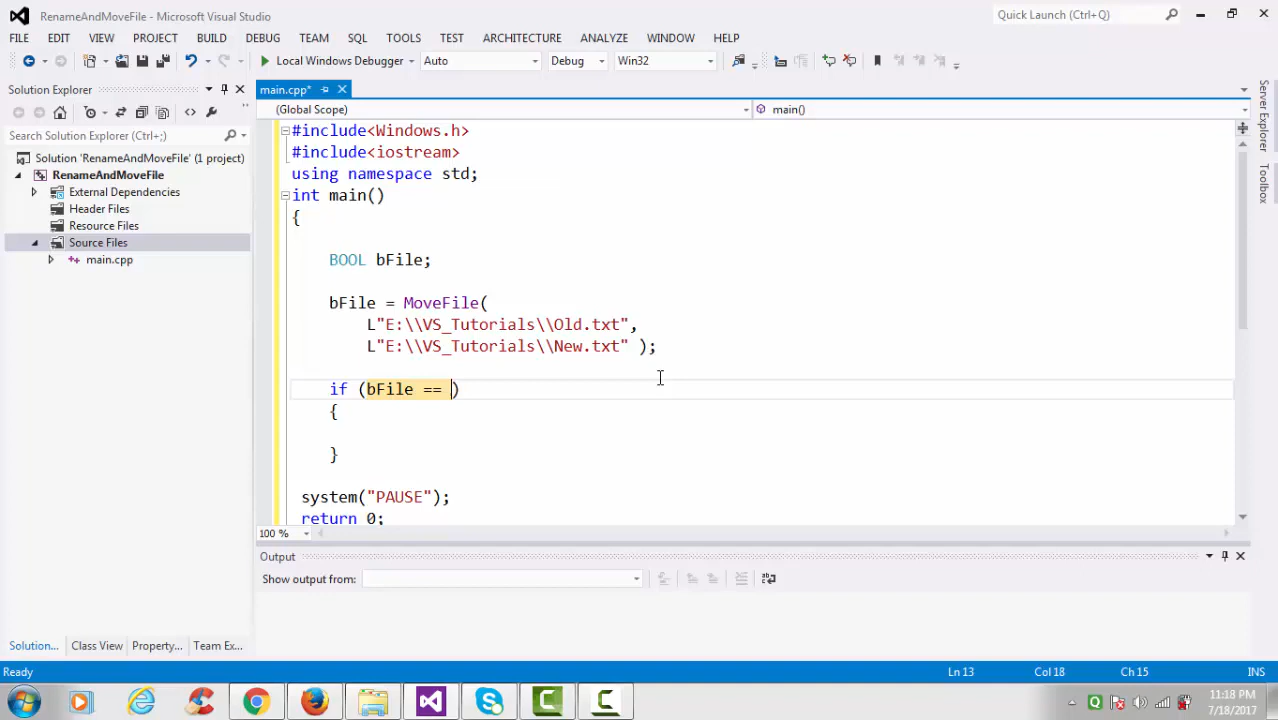 RenameAndMoveFile - Microsoft Visual Studio
Quick Launch (Ctrl+Q)
FILE EDIT VIEW PROJECT BUILD DEBUG TEAM SQL TOOLS TEST ARCHITECTURE ANALYZE WINDOW HELP
Local Windows Debugger Auto Debug Win32
Solution Explorer
main.cpp*
(Global Scope) main()
Search Solution Explorer (Ctrl+;)
Solution 'RenameAndMoveFile' (1 project)
RenameAndMoveFile
External Dependencies
Header Files
Resource Files
Source Files
main.cpp
#include<Windows.h>
#include<iostream>
using namespace std;
int main()
{
BOOL bFile;
bFile = MoveFile(
L"E:\\VS_Tutorials\\Old.txt",
L"E:\\VS_Tutorials\\New.txt" );
if (bFile == )
{
}
system("PAUSE");
return 0;
100 %
Output
Show output from:
Server Explorer
Toolbox
Solution... Class View Property... Team Ex...
Ready Ln 13 Col 18 Ch 15 INS
11:18 PM
7/18/2017